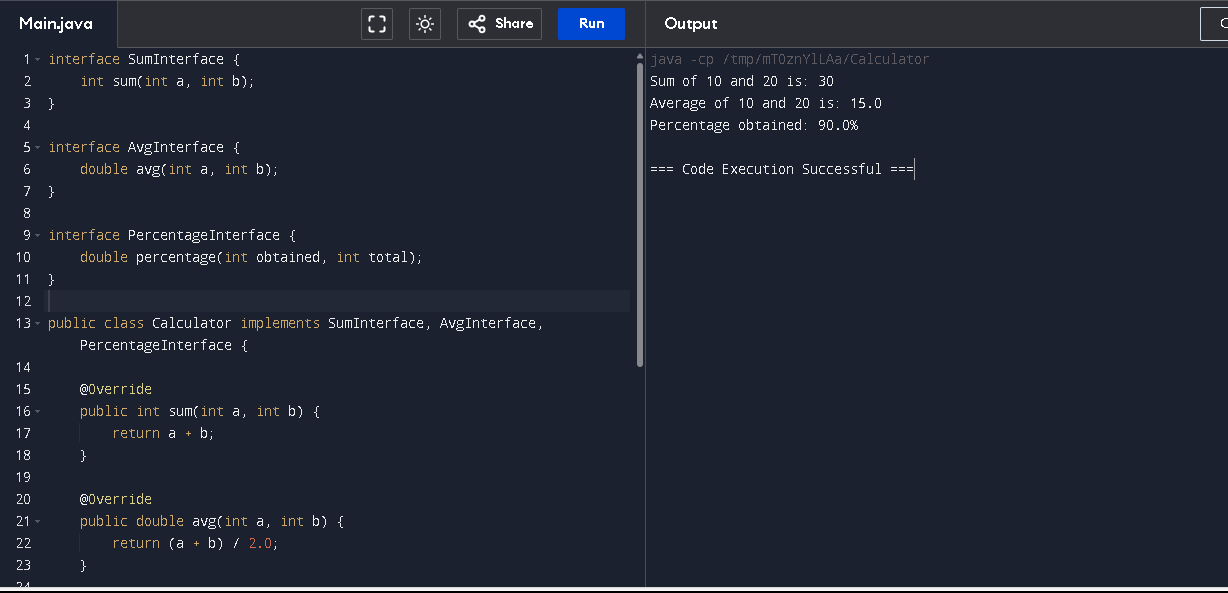 Main.java
Share
Run
1 interface SumInterface {
2     int sum(int a, int b);
3 }
4
5 interface AvgInterface {
6     double avg(int a, int b);
7 }
8
9 interface PercentageInterface {
10     double percentage(int obtained, int total);
11 }
12
13 public class Calculator implements SumInterface, AvgInterface,
    PercentageInterface {
14
15     @Override
16     public int sum(int a, int b) {
17         return a + b;
18     }
19
20     @Override
21     public double avg(int a, int b) {
22         return (a + b) / 2.0;
23     }
24
Output
java -cp /tmp/mTOznYlLAa/Calculator
Sum of 10 and 20 is: 30
Average of 10 and 20 is: 15.0
Percentage obtained: 90.0%
=== Code Execution Successful ===